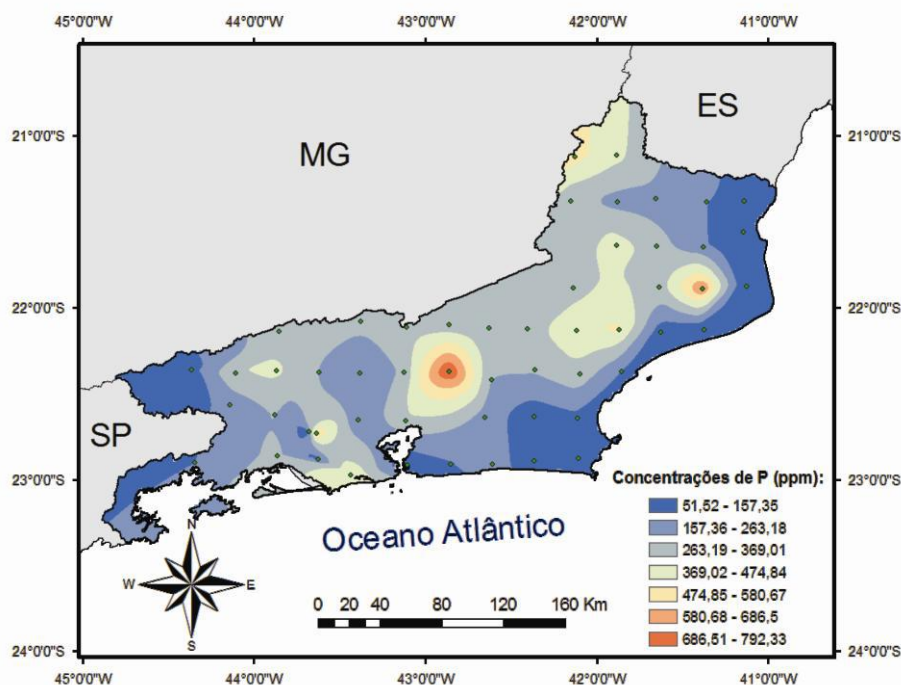 45°0'0"W 44°0'0"W 43°0'0"W 42°0'0"W 41°0'0"W
ES
21°0'0"S 21°0'0"S
MG
22°0'0"S 22°0'0"S
SP
23°0'0"S 23°0'0"S
Concentrações de P (ppm):
51,52 - 157,35
157,36 - 263,18
263,19 - 369,01
369,02 - 474,84
474,85 - 580,67
580,68 - 686,5
686,51 - 792,33
Oceano Atlântico
N
W E
S
0 20 40 80 120 160 Km
24°0'0"S 24°0'0"S
45°0'0"W 44°0'0"W 43°0'0"W 42°0'0"W 41°0'0"W